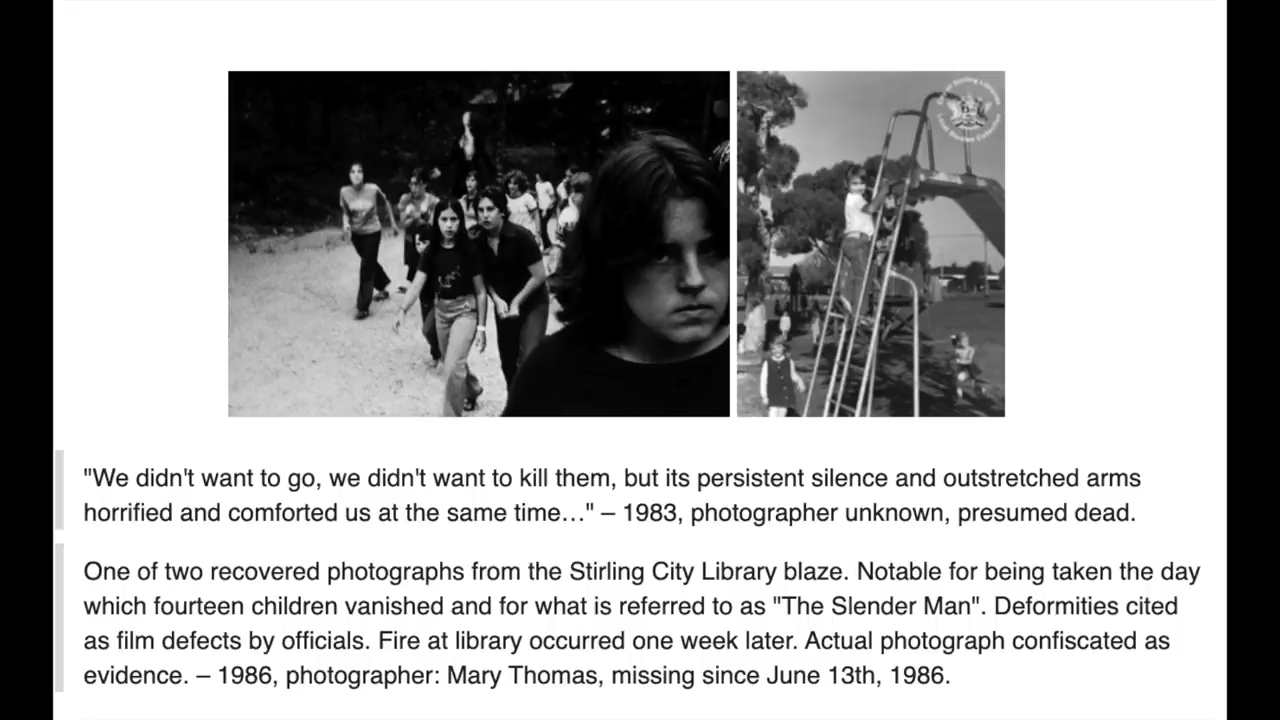 "We didn't want to go, we didn't want to kill them, but its persistent silence and outstretched arms
horrified and comforted us at the same time…" – 1983, photographer unknown, presumed dead.
One of two recovered photographs from the Stirling City Library blaze. Notable for being taken the day
which fourteen children vanished and for what is referred to as "The Slender Man". Deformities cited
as film defects by officials. Fire at library occurred one week later. Actual photograph confiscated as
evidence. – 1986, photographer: Mary Thomas, missing since June 13th, 1986.